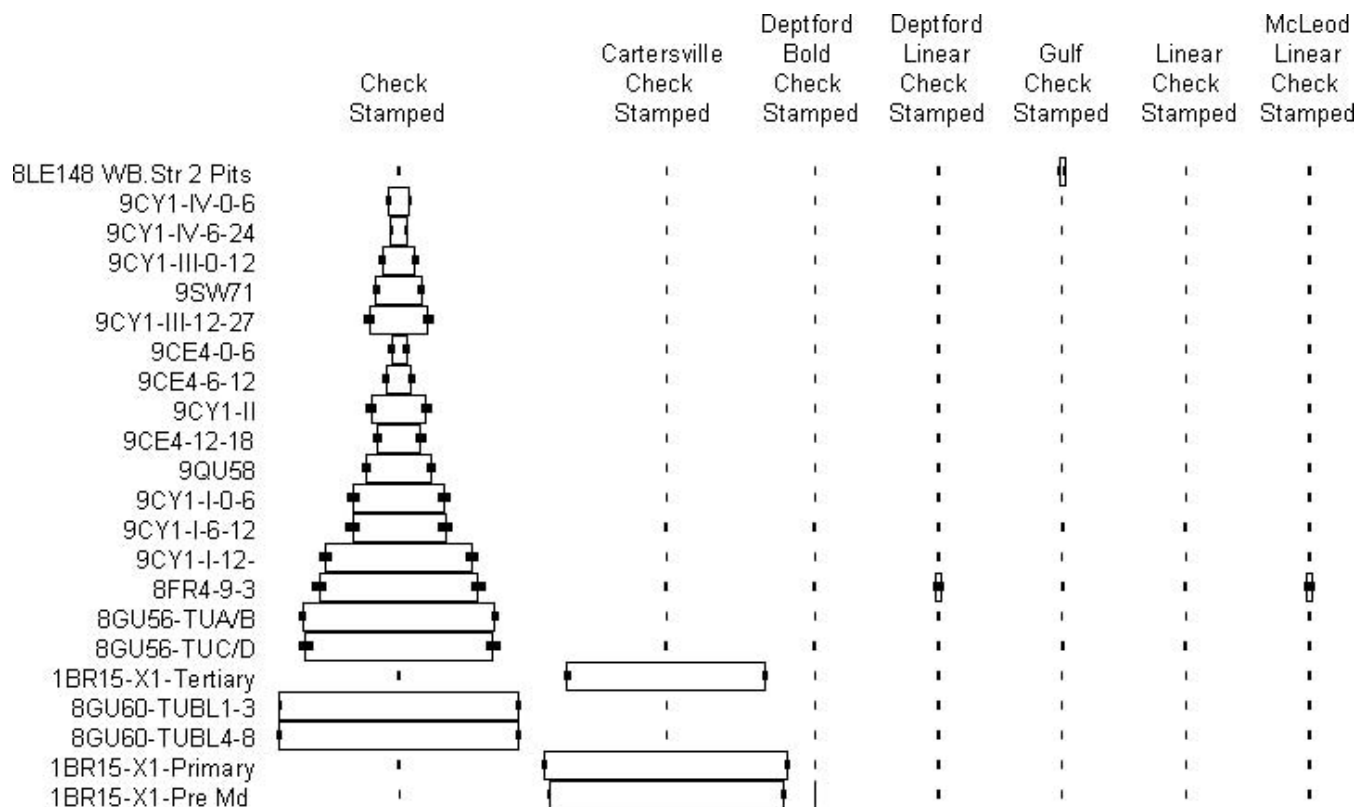 Check
Stamped
Cartersville
Check
Stamped
Deptford
Bold
Check
Stamped
Deptford
Linear
Check
Stamped
Gulf
Check
Stamped
Linear
Check
Stamped
McLeod
Linear
Check
Stamped
8LE148 WB.Str 2 Pits
9CY1-IV-0-6
9CY1-IV-6-24
9CY1-III-0-12
9SW71
9CY1-III-12-27
9CE4-0-6
9CE4-6-12
9CY1-II
9CE4-12-18
9QU58
9CY1-I-0-6
9CY1-I-6-12
9CY1-I-12-
8FR4-9-3
8GU56-TUA/B
8GU56-TUC/D
1BR15-X1-Tertiary
8GU60-TUBL1-3
8GU60-TUBL4-8
1BR15-X1-Primary
1BR15-X1-Pre Md